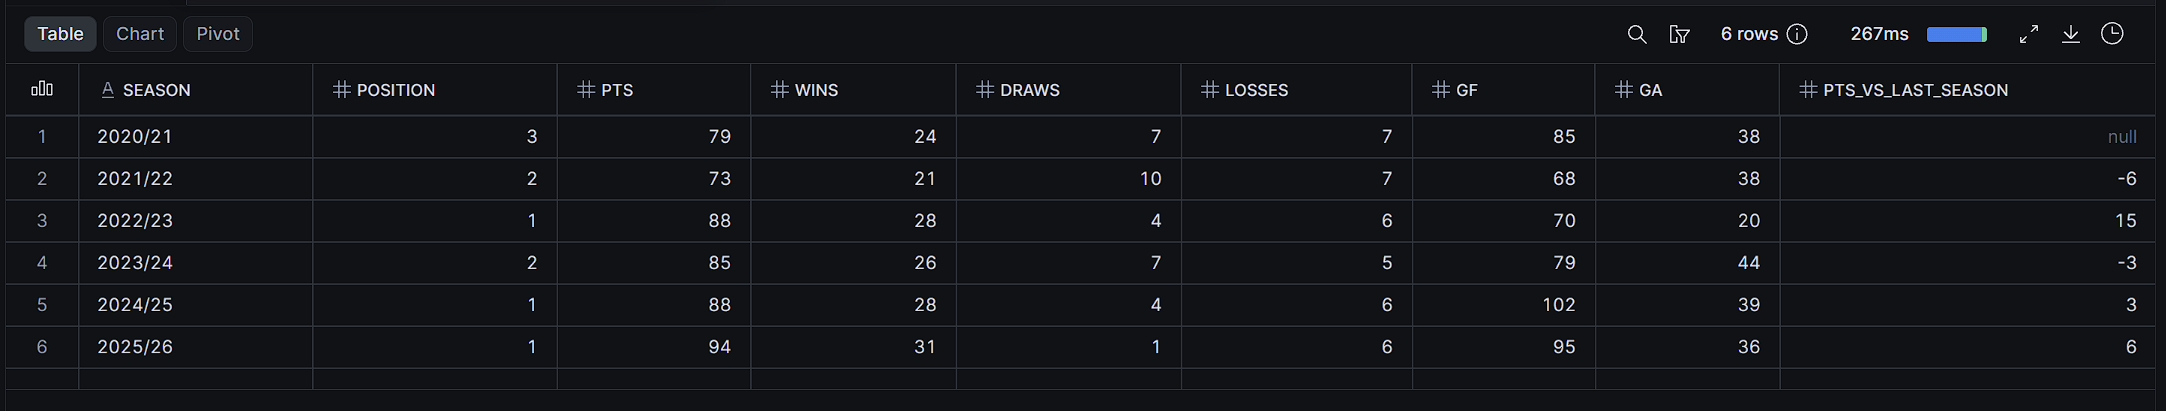 Table Chart Pivot 6 rows 267ms
SEASON POSITION PTS WINS DRAWS LOSSES GF GA PTS_VS_LAST_SEASON
1 2020/21 3 79 24 7 7 85 38 null
2 2021/22 2 73 21 10 7 68 38 -6
3 2022/23 1 88 28 4 6 70 20 15
4 2023/24 2 85 26 7 5 79 44 -3
5 2024/25 1 88 28 4 6 102 39 3
6 2025/26 1 94 31 1 6 95 36 6